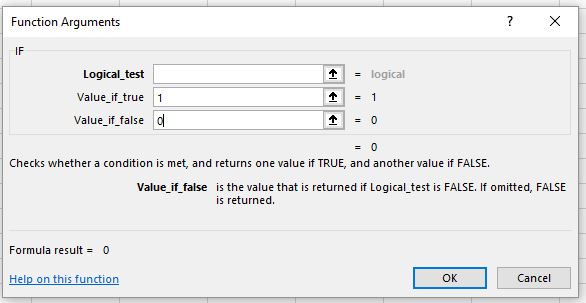 Function Arguments ? ×
IF
Logical_test = logical
Value_if_true 1 = 1
Value_if_false 0 = 0
= 0
Checks whether a condition is met, and returns one value if TRUE, and another value if FALSE.
Value_if_false is the value that is returned if Logical_test is FALSE. If omitted, FALSE
is returned.
Formula result = 0
Help on this function OK Cancel